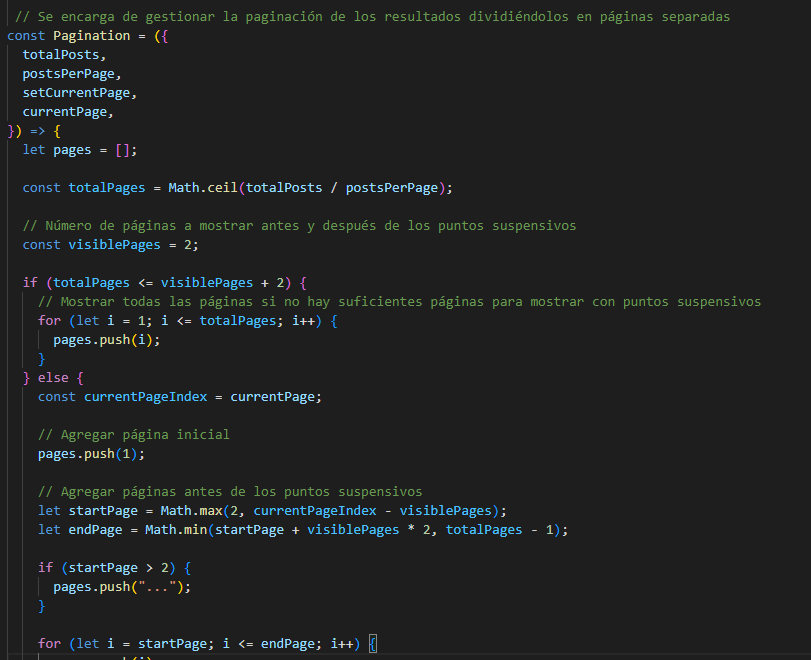 // Se encarga de gestionar la paginación de los resultados dividiéndolos en páginas separadas
const Pagination = ({
totalPosts,
postsPerPage,
setCurrentPage,
currentPage,
}) => {
let pages = [];
const totalPages = Math.ceil(totalPosts / postsPerPage);
// Número de páginas a mostrar antes y después de los puntos suspensivos
const visiblePages = 2;
if (totalPages <= visiblePages + 2) {
// Mostrar todas las páginas si no hay suficientes páginas para mostrar con puntos suspensivos
for (let i = 1; i <= totalPages; i++) {
pages.push(i);
}
} else {
const currentPageIndex = currentPage;
// Agregar página inicial
pages.push(1);
// Agregar páginas antes de los puntos suspensivos
let startPage = Math.max(2, currentPageIndex - visiblePages);
let endPage = Math.min(startPage + visiblePages * 2, totalPages - 1);
if (startPage > 2) {
pages.push("...");
}
for (let i = startPage; i <= endPage; i++) {